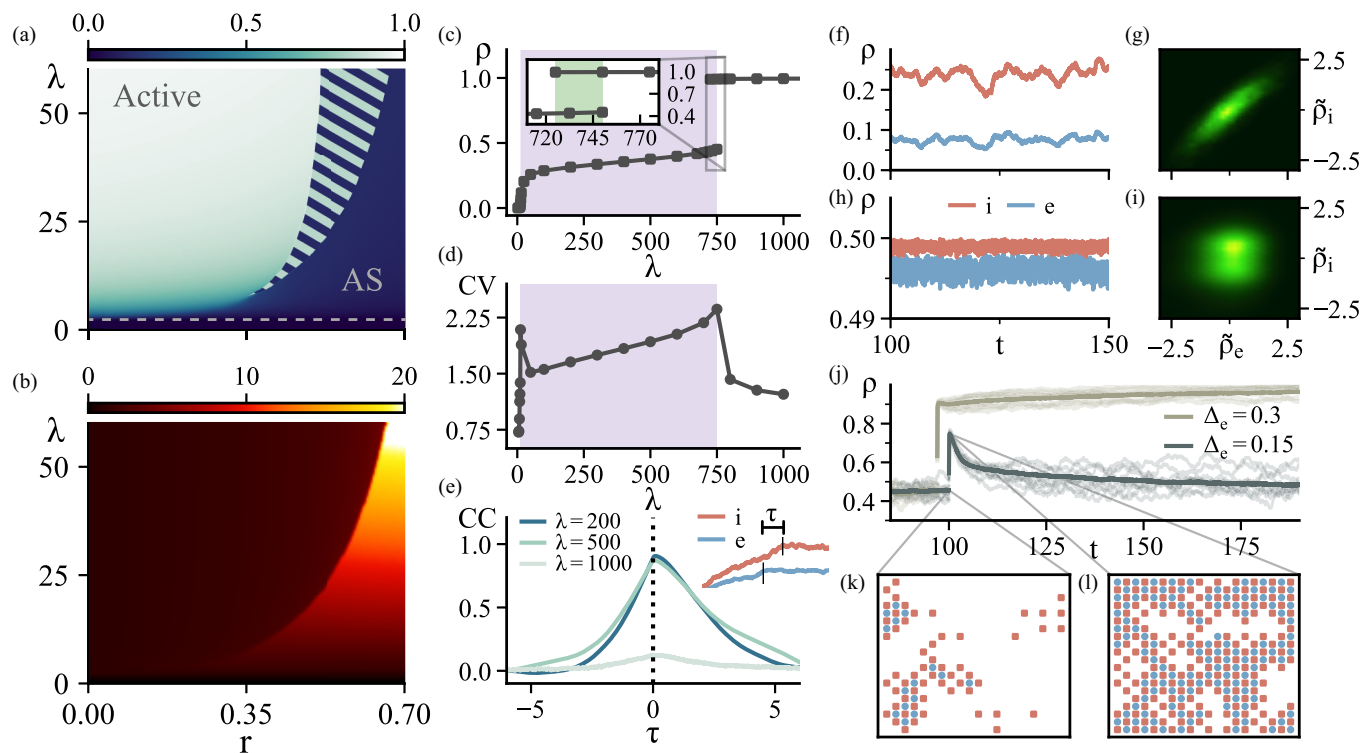 (a)
0.0 0.5 1.0
λ
50
25
0
Active
AS
(b)
0 10 20
λ
50
25
0
0.00 0.35 0.70
r
(c)
ρ
1.0
0.5
0.0
1.0
0.7
0.4
720 745 770
0 250 500 750 1000
λ
(d)
CV
2.25
1.50
0.75
0 250 500 750 1000
λ
(e)
CC
1.0
0.5
0.0
λ = 200
λ = 500
λ = 1000
i
e
τ
−5 0 5
τ
(f)
ρ
0.2
0.1
0.0
(g)
2.5
ρ̃i
−2.5
(h)
ρ
i e
0.50
0.49
100 t 150
(i)
2.5
ρ̃i
−2.5
−2.5 ρ̃e 2.5
(j)
ρ
0.8
0.6
0.4
Δe = 0.3
Δe = 0.15
100 125 t 150 175
(k)
(l)